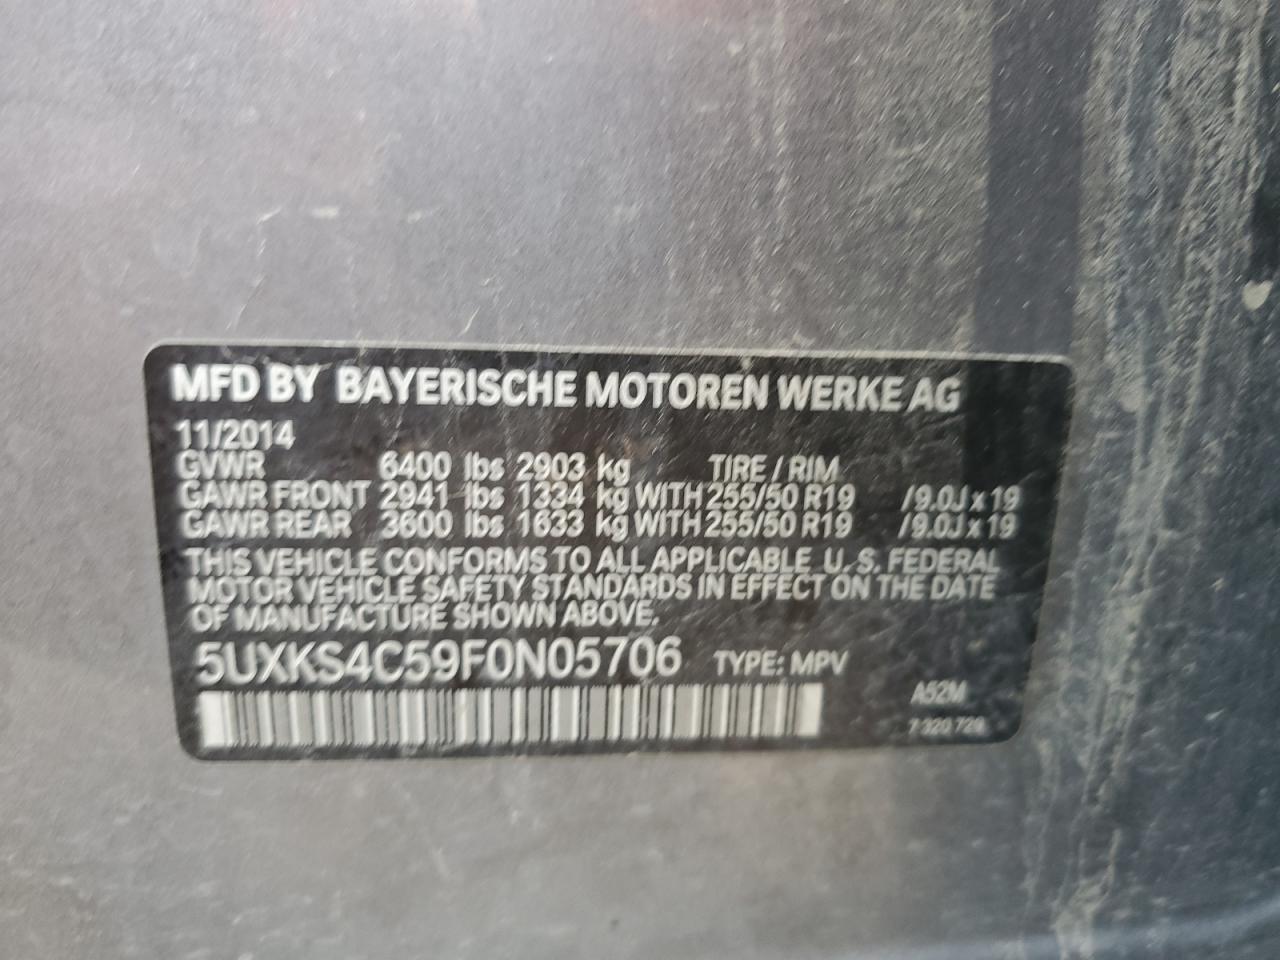 MFD BY BAYERISCHE MOTOREN WERKE AG
11/2014
GVWR 6400 lbs 2903 kg TIRE / RIM
GAWR FRONT 2941 lbs 1334 kg WITH 255/50 R19 /9.0J x 19
GAWR REAR 3600 lbs 1633 kg WITH 255/50 R19 /9.0J x 19
THIS VEHICLE CONFORMS TO ALL APPLICABLE U.S. FEDERAL
MOTOR VEHICLE SAFETY STANDARDS IN EFFECT ON THE DATE
OF MANUFACTURE SHOWN ABOVE.
5UXKS4C59F0N05706 TYPE: MPV
A52M
7 320 729